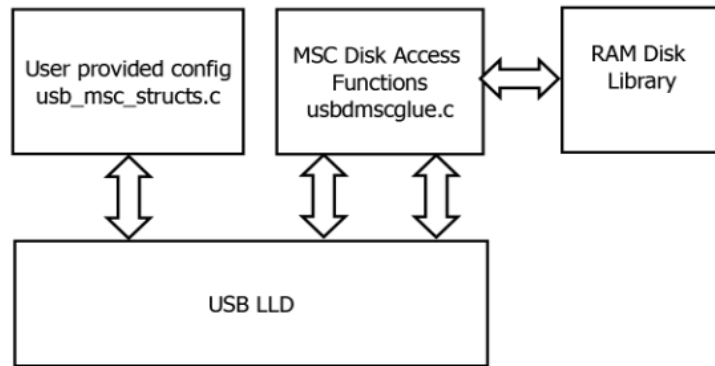 User provided config
usb_msc_structs.c
MSC Disk Access
Functions
usbdmscglue.c
RAM Disk
Library
USB LLD